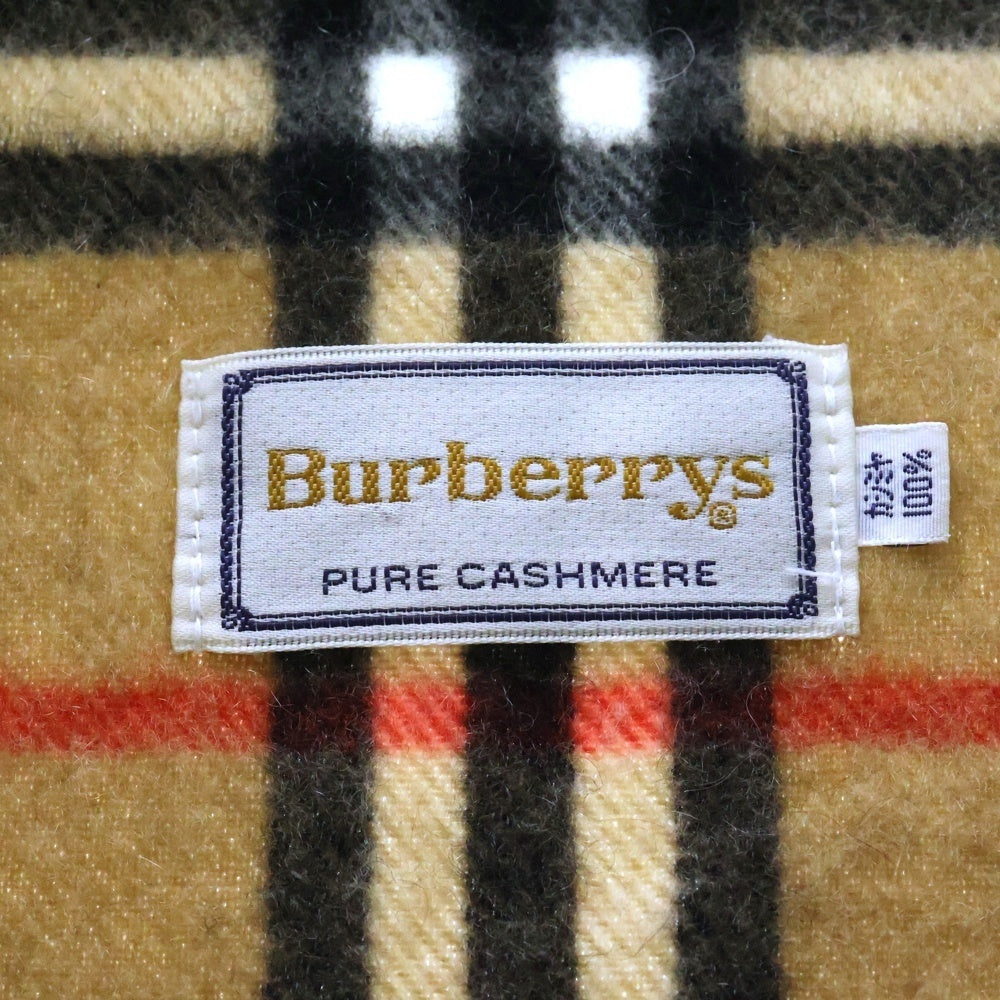 Burberrys®
PURE CASHMERE
カシミヤ
100%